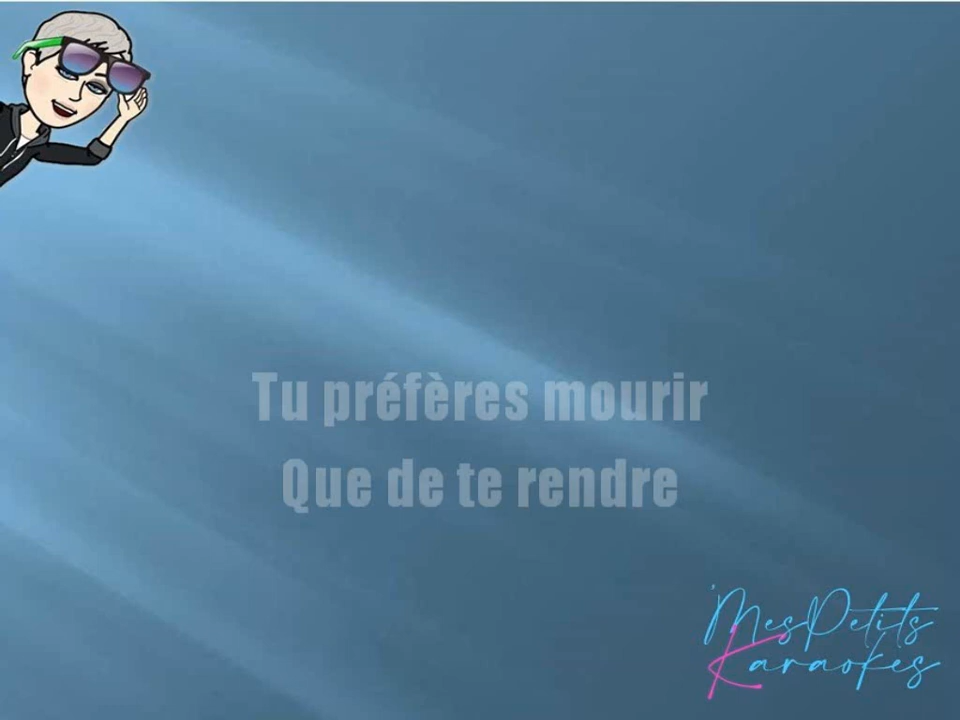 Tu préfères mourir
Que de te rendre
MesPetits
Karaokes